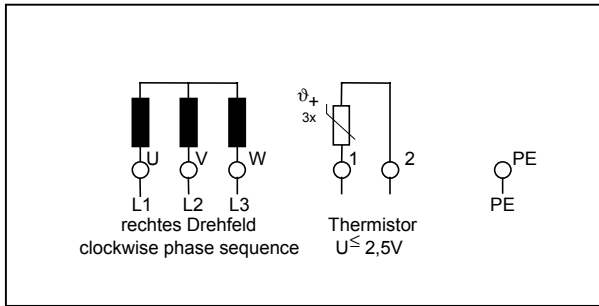 ϑ+
3x
U V W 1 2 PE
L1 L2 L3 PE
rechtes Drehfeld Thermistor
clockwise phase sequence U≤ 2,5V